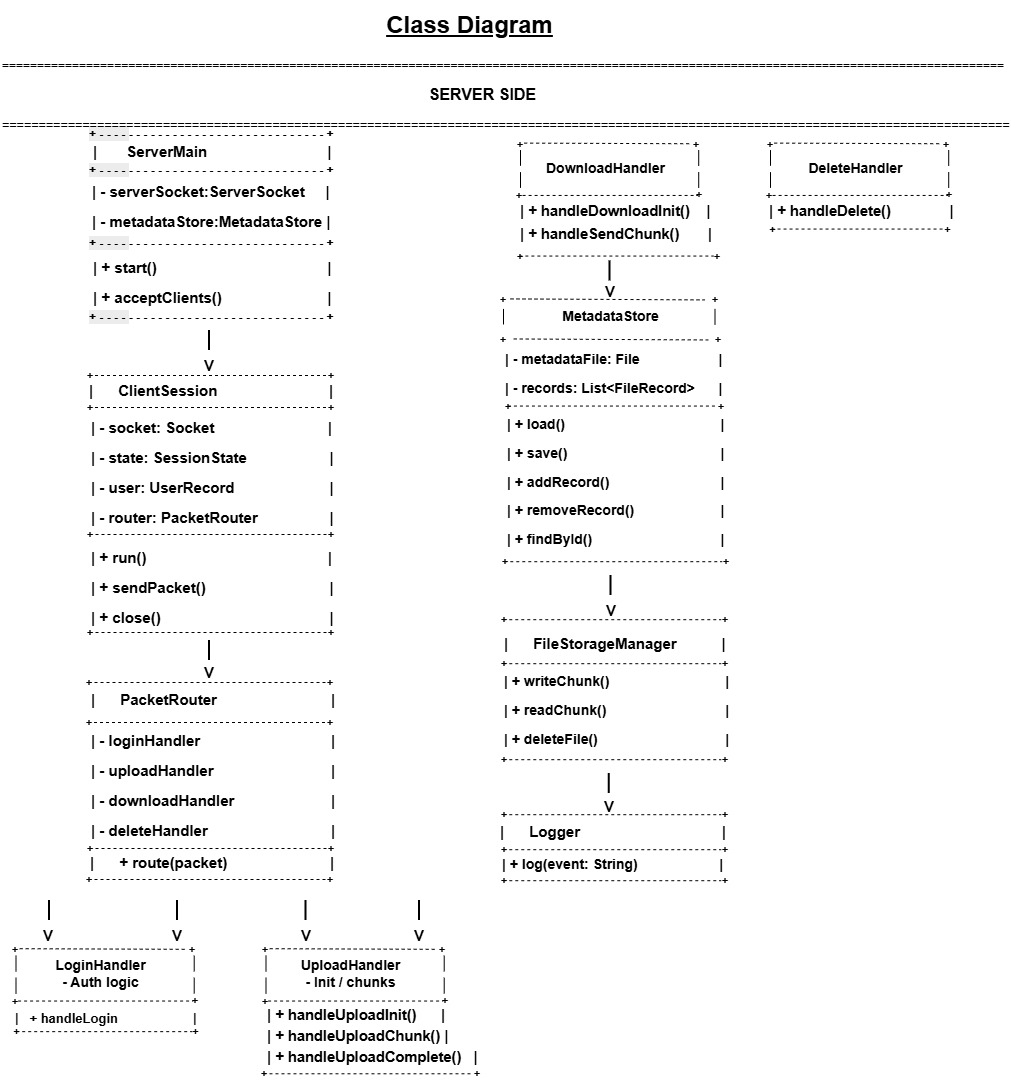 Class Diagram
SERVER SIDE
ServerMain
- serverSocket:ServerSocket
- metadataStore:MetadataStore
+ start()
+ acceptClients()
ClientSession
- socket: Socket
- state: SessionState
- user: UserRecord
- router: PacketRouter
+ run()
+ sendPacket()
+ close()
PacketRouter
- loginHandler
- uploadHandler
- downloadHandler
- deleteHandler
+ route(packet)
LoginHandler
- Auth logic
+ handleLogin
UploadHandler
- Init / chunks
+ handleUploadInit()
+ handleUploadChunk()
+ handleUploadComplete()
DownloadHandler
+ handleDownloadInit()
+ handleSendChunk()
MetadataStore
- metadataFile: File
- records: List<FileRecord>
+ load()
+ save()
+ addRecord()
+ removeRecord()
+ findById()
FileStorageManager
+ writeChunk()
+ readChunk()
+ deleteFile()
Logger
+ log(event: String)
DeleteHandler
+ handleDelete()